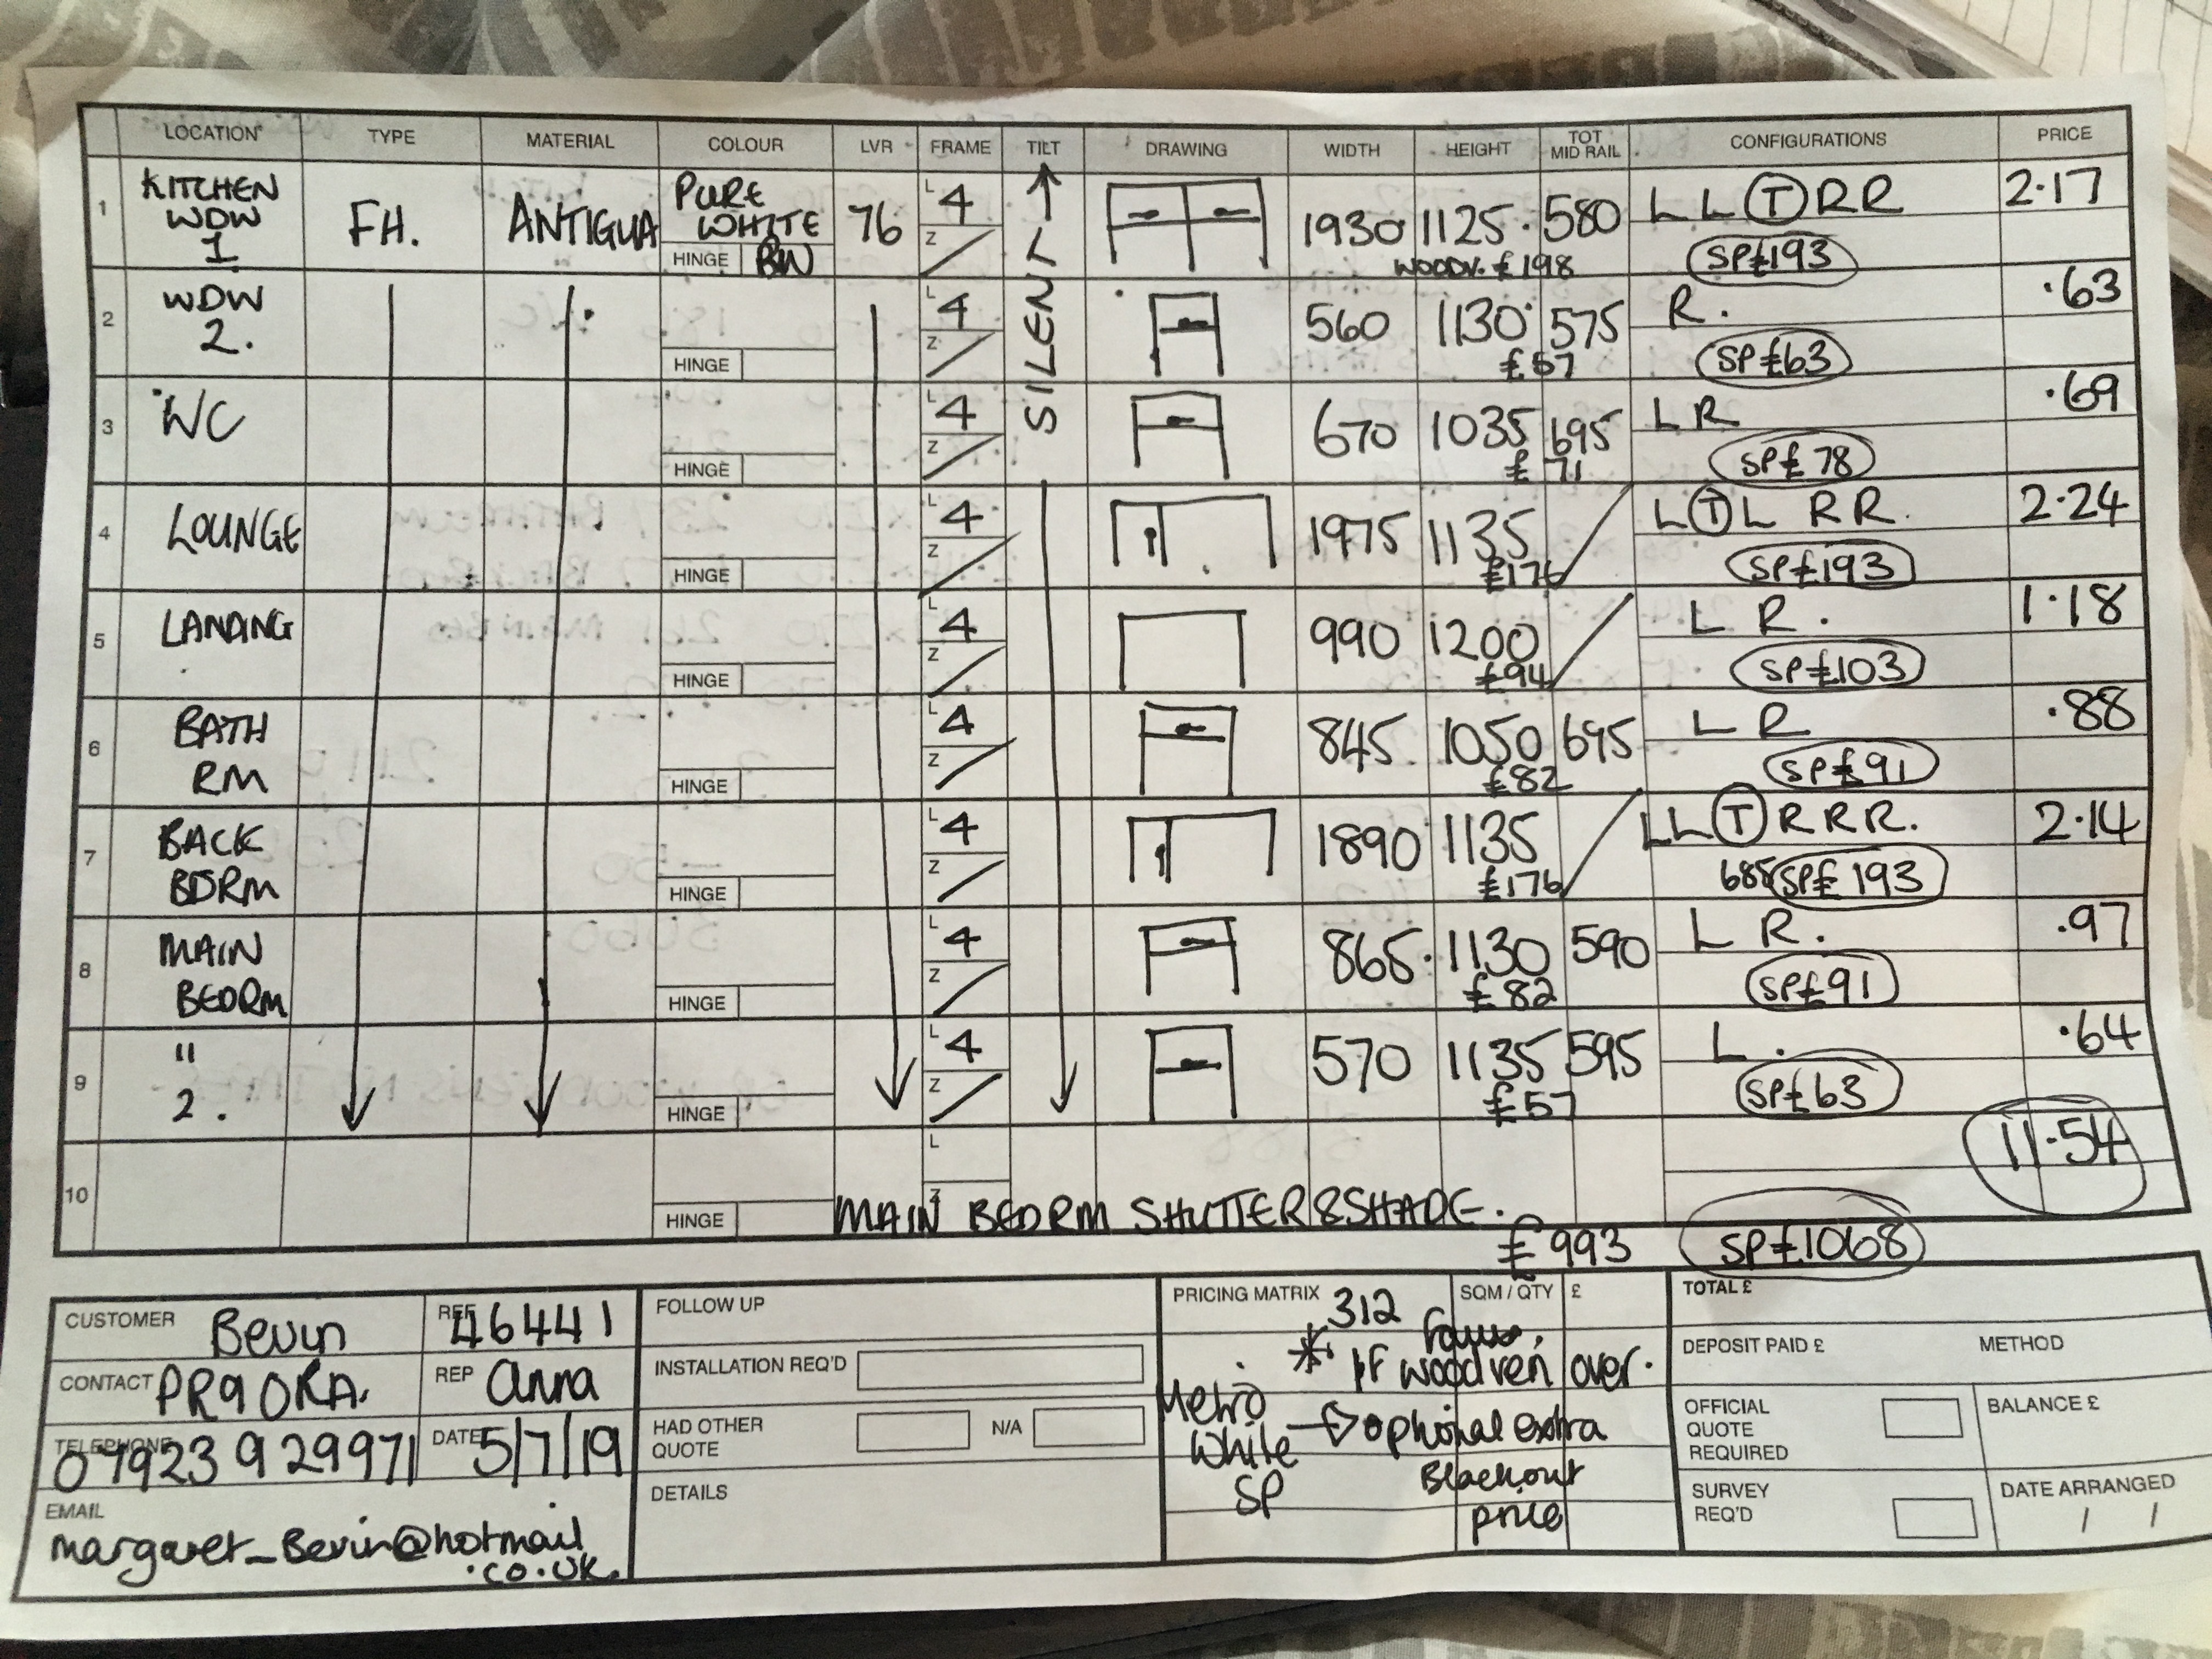 LOCATION TYPE MATERIAL COLOUR LVR FRAME TILT DRAWING WIDTH HEIGHT TOT MID RAIL CONFIGURATIONS PRICE
1 KITCHEN WDW 1 FH. ANTIGUA PURE WHITE HINGE BW 76 L 4 Z SILENT 1930 1125 580 LL T RR 2.17
WOODV. £198 SP£193
2 WDW 2. HINGE L 4 Z 560 1130 575 R. .63
£57 SP£63
3 WC HINGE L 4 Z 670 1035 695 LR .69
£71 SP£78
4 LOUNGE HINGE L 4 Z 1975 1135 L T L RR. 2.24
£176 SP£193
5 LANDING HINGE L 4 Z 990 1200 L R. 1.18
£94 SP£103
6 BATH RM HINGE L 4 Z 845 1050 695 L R. .88
£82 SP£91
7 BACK BDRM HINGE L 4 Z 1890 1135 LL T RRR. 2.14
£176 688 SP£193
8 MAIN BEDRM HINGE L 4 Z 865 1130 590 L R. .97
£82 SP£91
9 " 2. HINGE L 4 Z 570 1135 595 L. .64
£57 SP£63
11.54
10 HINGE L Z MAIN BEDRM SHUTTER&SHADE.
£993 SP£1068
CUSTOMER Bevin REF 46441
CONTACT PR9 0RA. REP Anna
TELEPHONE 07923 929971 DATE 5/7/19
EMAIL margaret_Bevin@hotmail
.co.uk.
FOLLOW UP
INSTALLATION REQ'D
HAD OTHER QUOTE N/A
DETAILS
PRICING MATRIX 312 SQM / QTY £
* IF woodven over.
Metro White SP optional extra
Blackout
price
TOTAL £
DEPOSIT PAID £ METHOD
OFFICIAL QUOTE REQUIRED BALANCE £
SURVEY REQ'D DATE ARRANGED
/ /